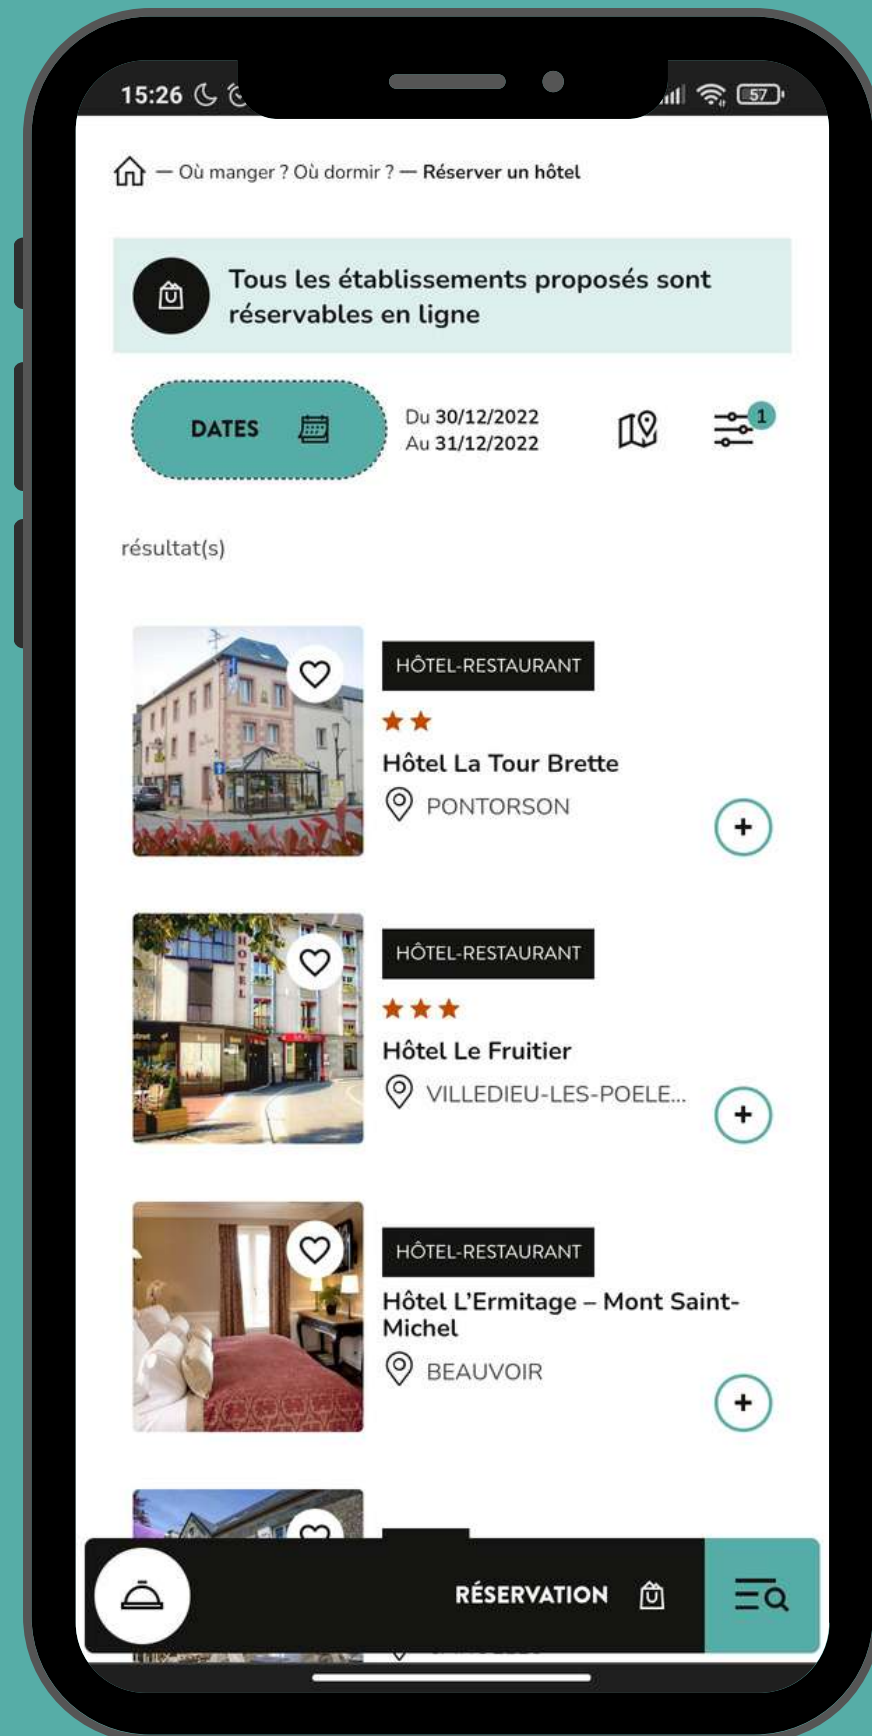 15:26
57
— Où manger ? Où dormir ? — Réserver un hôtel
Tous les établissements proposés sont
réservables en ligne
DATES
Du 30/12/2022
Au 31/12/2022
1
résultat(s)
HÔTEL-RESTAURANT
Hôtel La Tour Brette
PONTORSON
+
HOTEL
HÔTEL-RESTAURANT
Hôtel Le Fruitier
VILLEDIEU-LES-POELE...
+
HÔTEL-RESTAURANT
Hôtel L’Ermitage – Mont Saint-
Michel
BEAUVOIR
+
RÉSERVATION